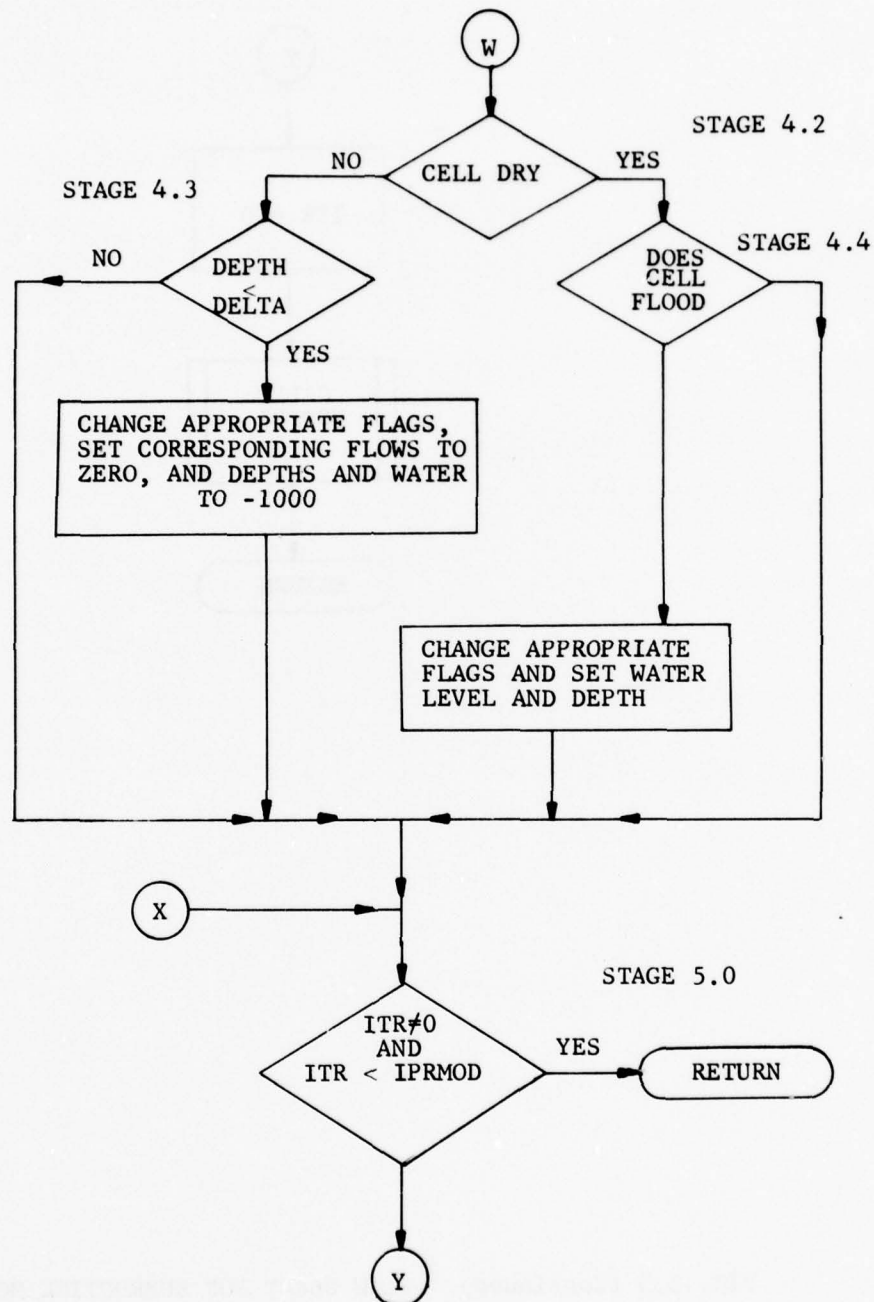 W
STAGE 4.2
NO
CELL DRY
YES
STAGE 4.3
STAGE 4.4
NO
DEPTH
<
DELTA
DOES
CELL
FLOOD
YES
CHANGE APPROPRIATE FLAGS,
SET CORRESPONDING FLOWS TO
ZERO, AND DEPTHS AND WATER
TO -1000
CHANGE APPROPRIATE
FLAGS AND SET WATER
LEVEL AND DEPTH
X
STAGE 5.0
ITR≠0
AND
ITR < IPRMOD
YES
RETURN
Y